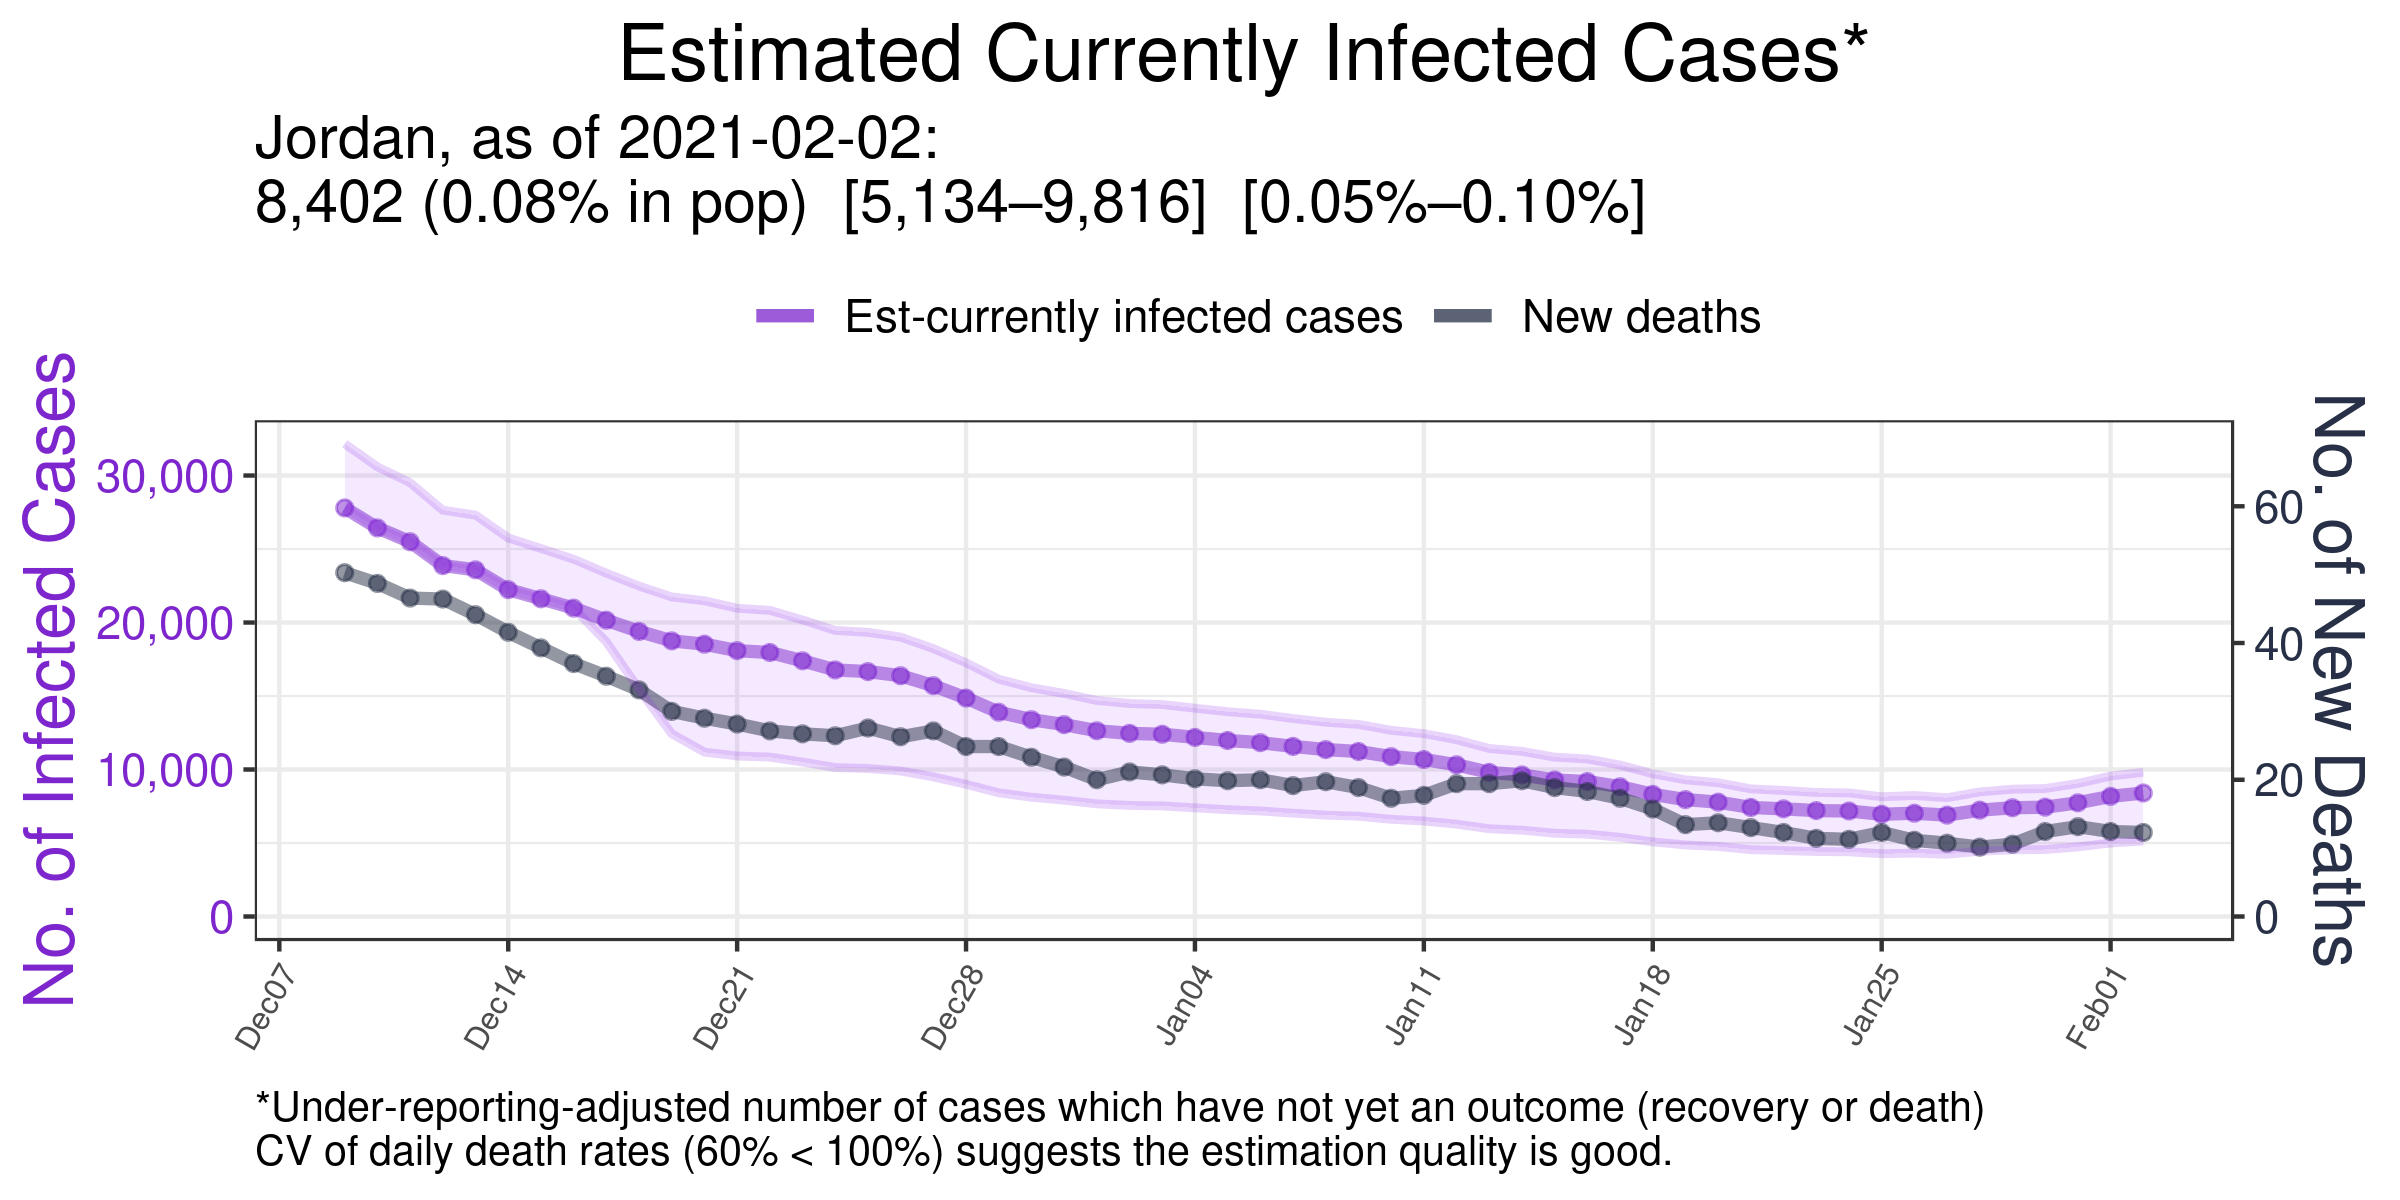 Estimated Currently Infected Cases*
Jordan, as of 2021-02-02:
8,402 (0.08% in pop)  [5,134–9,816]  [0.05%–0.10%]
Est-currently infected cases
New deaths
No. of Infected Cases
30,000
20,000
10,000
0
No. of New Deaths
60
40
20
0
Dec07
Dec14
Dec21
Dec28
Jan04
Jan11
Jan18
Jan25
Feb01
*Under-reporting-adjusted number of cases which have not yet an outcome (recovery or death)
CV of daily death rates (60% < 100%) suggests the estimation quality is good.